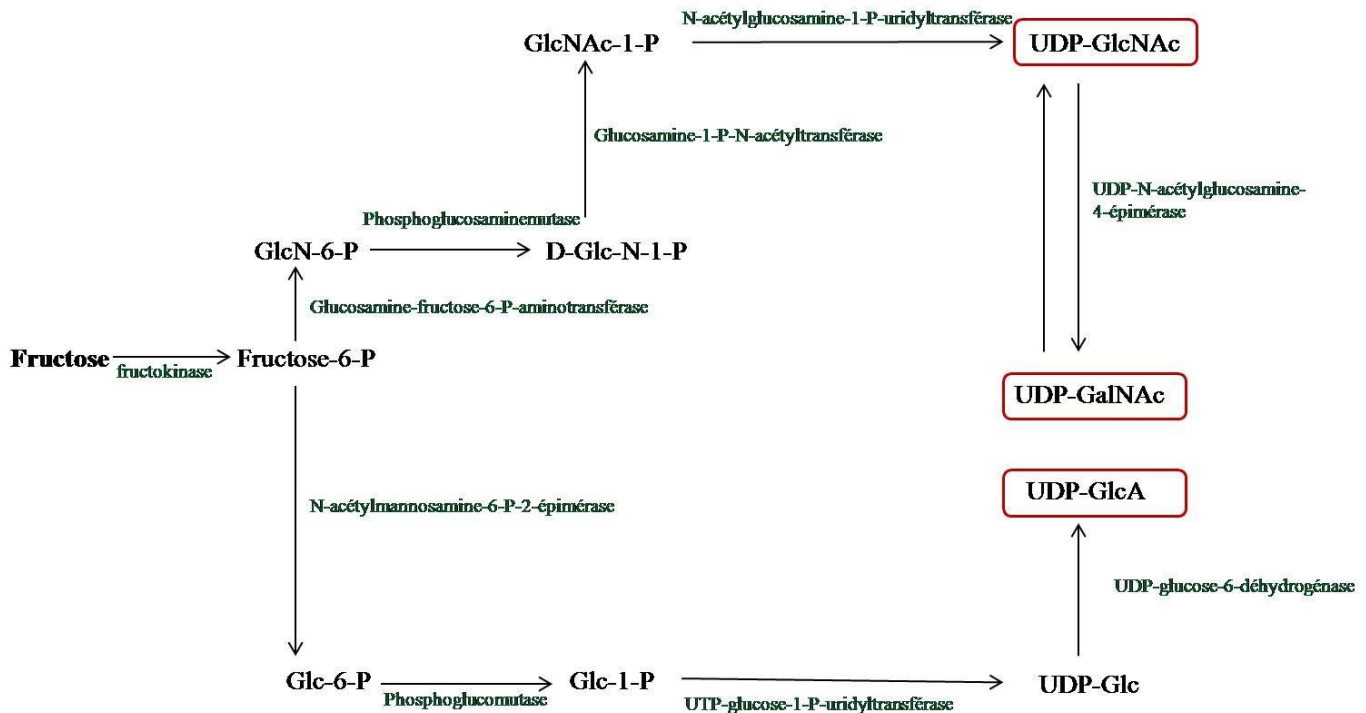 N-acétylglucosamine-1-P-uridyltransférase
GlcNAc-1-P
UDP-GlcNAc
Glucosamine-1-P-N-acétyltransférase
UDP-N-acétylglucosamine-
4-épimérase
Phosphoglucosaminemutase
GlcN-6-P
D-Glc-N-1-P
Glucosamine-fructose-6-P-aminotransférase
Fructose
fructokinase
Fructose-6-P
UDP-GalNAc
UDP-GlcA
N-acétylmannosamine-6-P-2-épimérase
UDP-glucose-6-déhydrogénase
Glc-6-P
Phosphoglucomutase
Glc-1-P
UTP-glucose-1-P-uridyltransférase
UDP-Glc